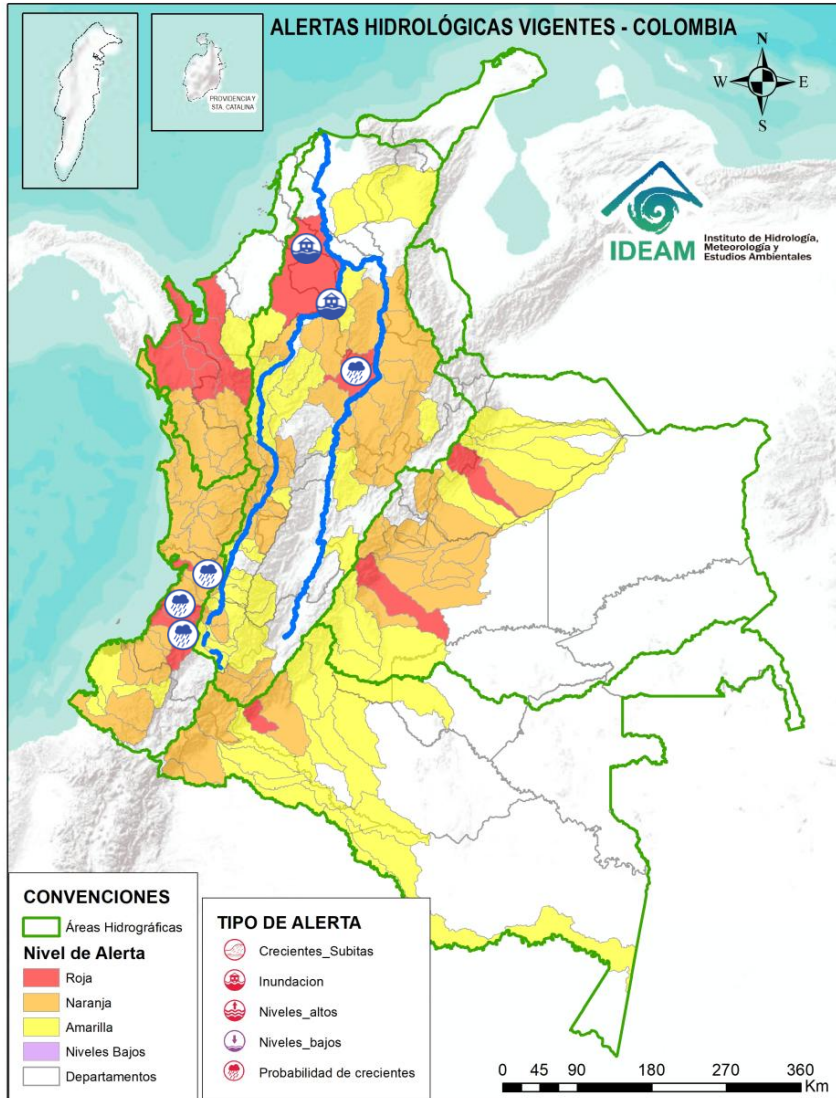 ALERTAS HIDROLÓGICAS VIGENTES - COLOMBIA
PROVIDENCIA Y
STA. CATALINA
N
W
E
S
IDEAM
Instituto de Hidrología,
Meteorología y
Estudios Ambientales
CONVENCIONES
Áreas Hidrográficas
Nivel de Alerta
Roja
Naranja
Amarilla
Niveles Bajos
Departamentos
TIPO DE ALERTA
Crecientes_Subitas
Inundacion
Niveles_altos
Niveles_bajos
Probabilidad de crecientes
0 45 90 180 270 360
Km